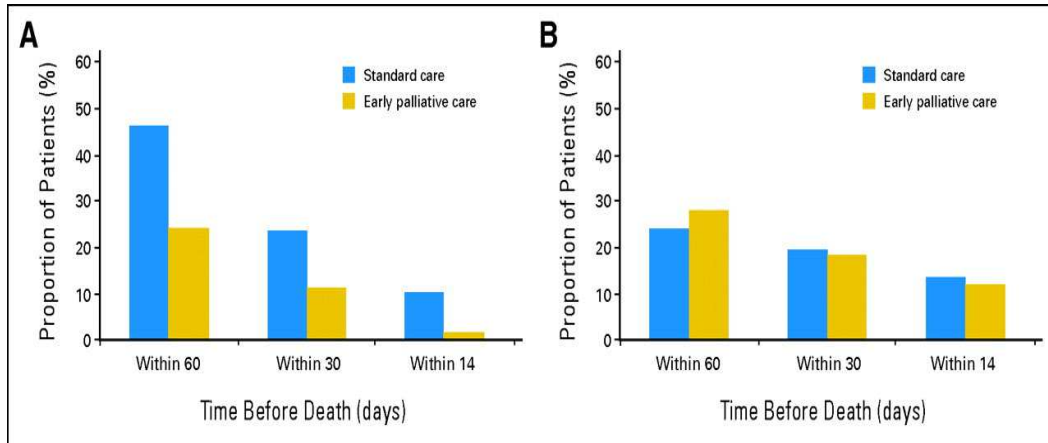 A
Proportion of Patients (%)
60
50
40
30
20
10
0
Standard care
Early palliative care
Within 60
Within 30
Within 14
Time Before Death (days)
B
Proportion of Patients (%)
60
50
40
30
20
10
0
Standard care
Early palliative care
Within 60
Within 30
Within 14
Time Before Death (days)